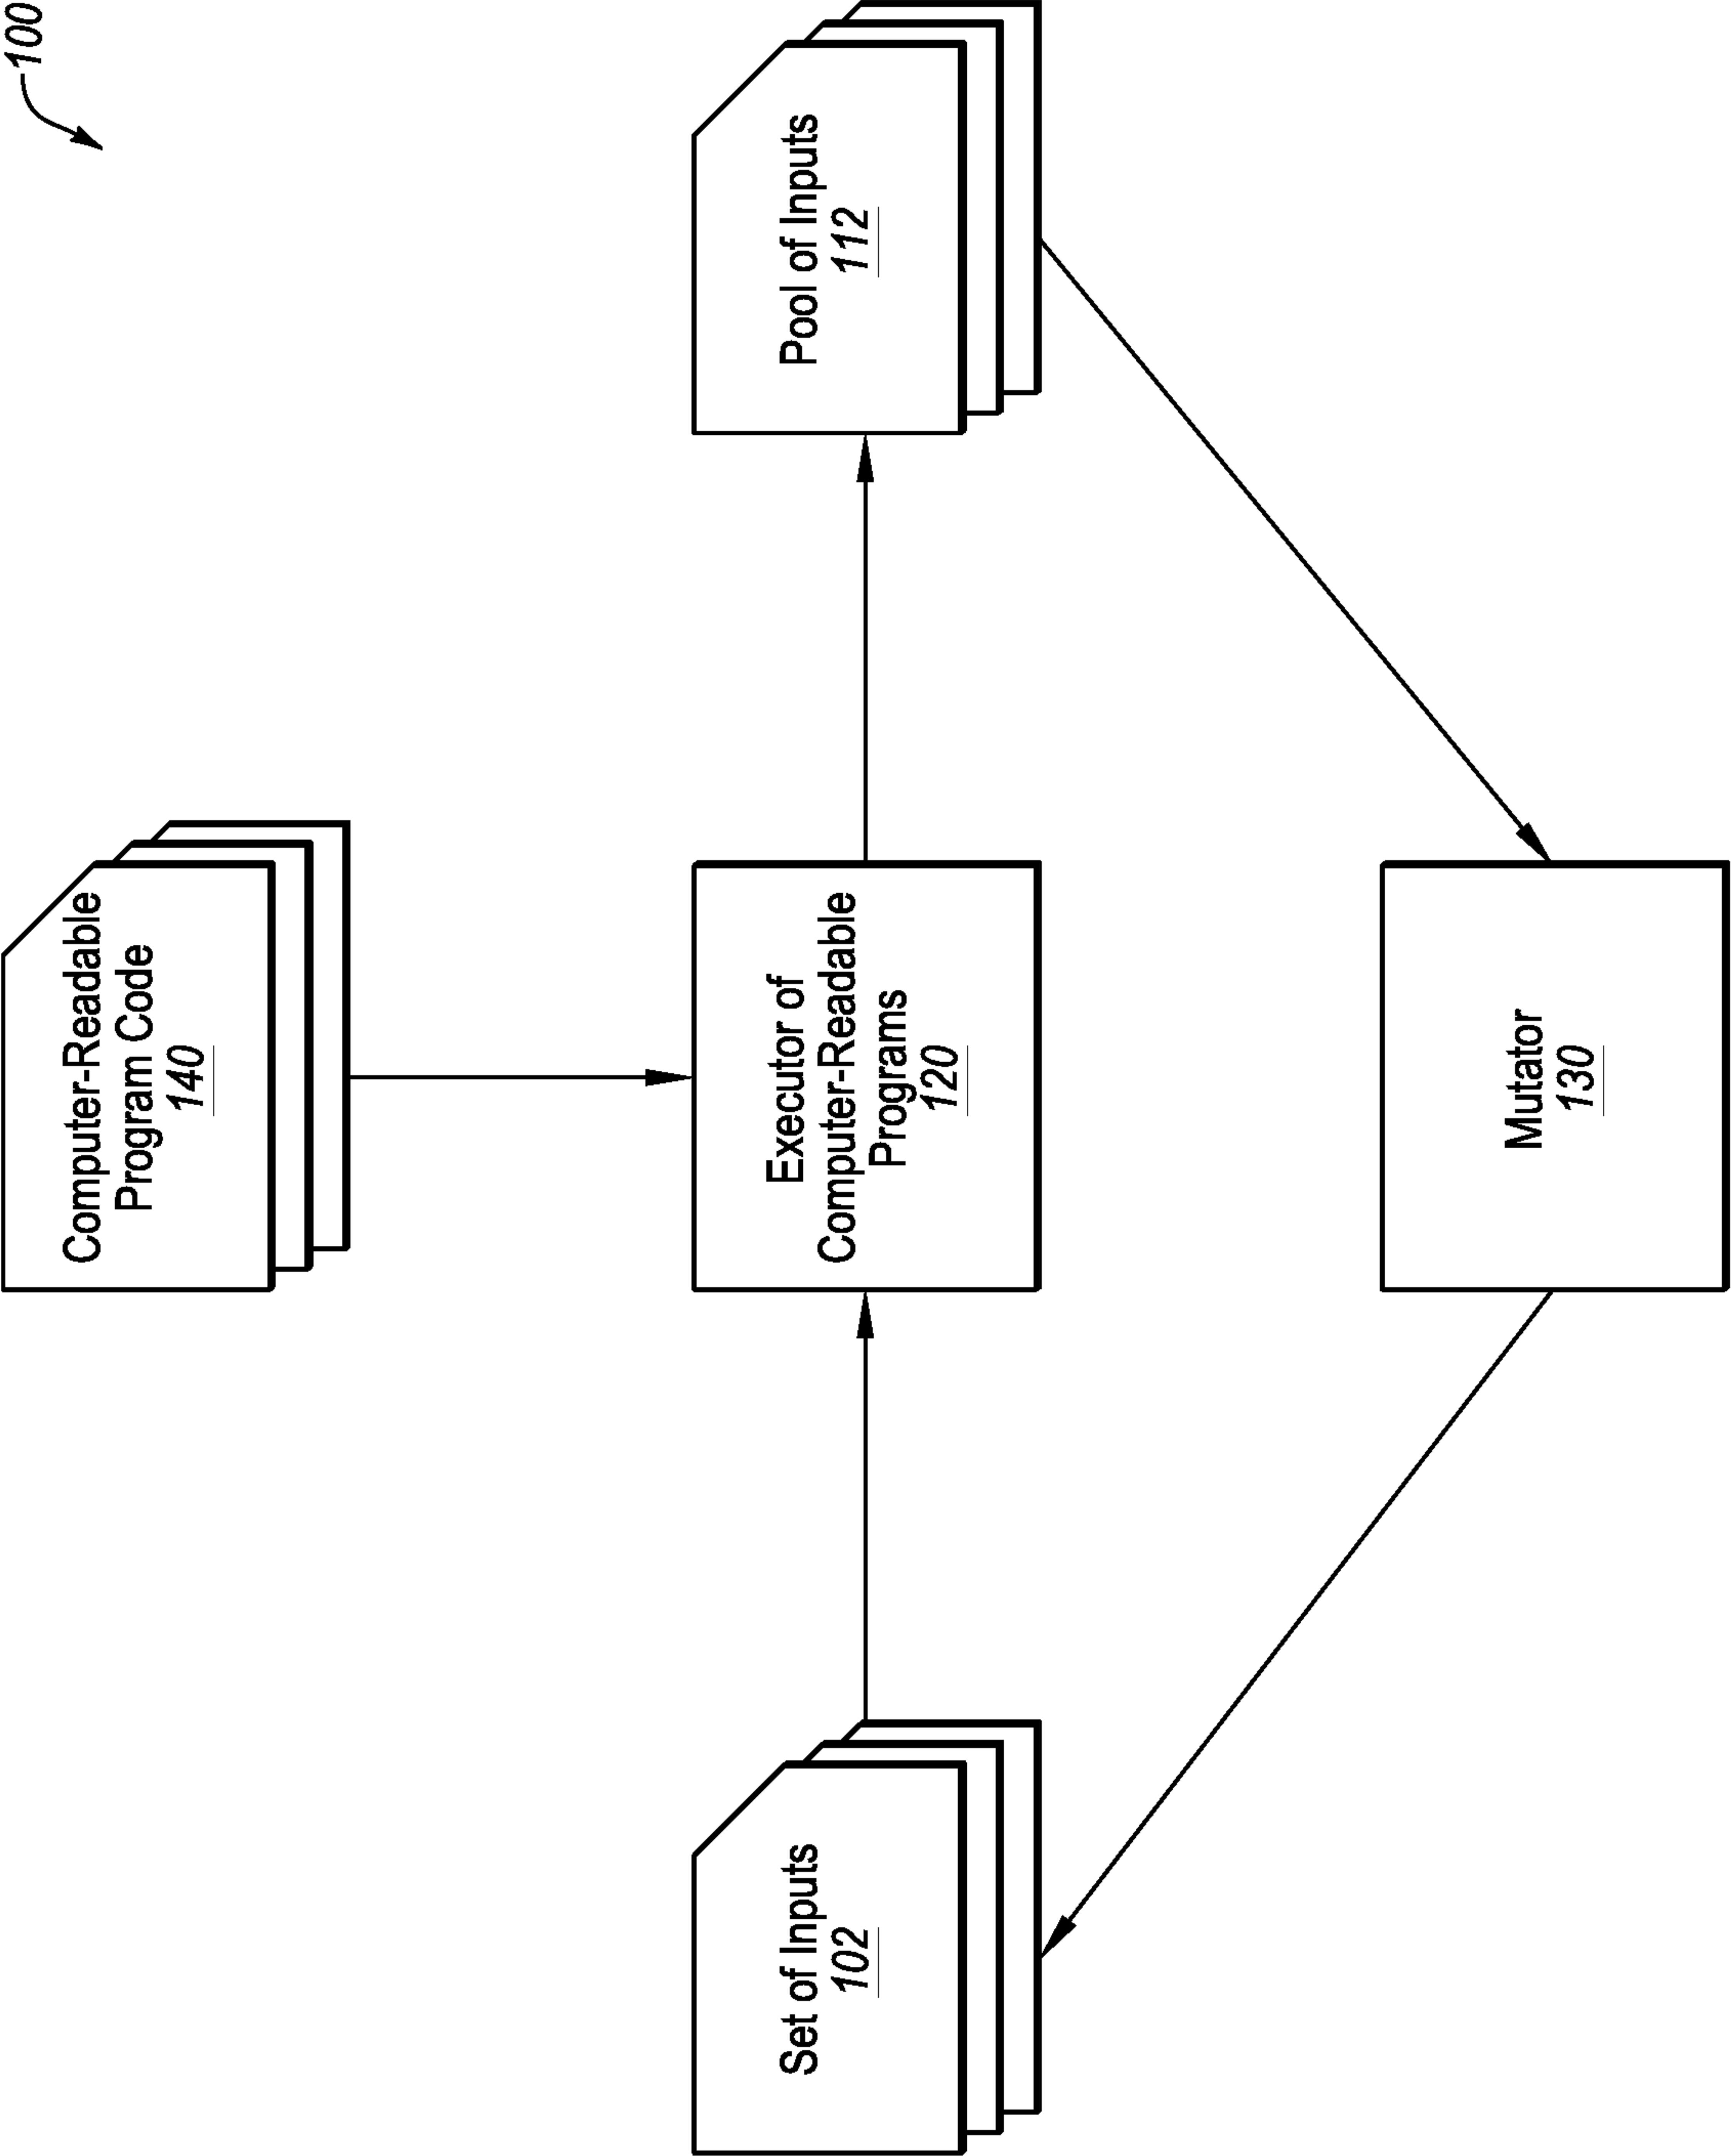 100
Computer-Readable
Program Code
140
Set of Inputs
102
Executor of
Computer-Readable
Programs
120
Pool of Inputs
112
Mutator
130